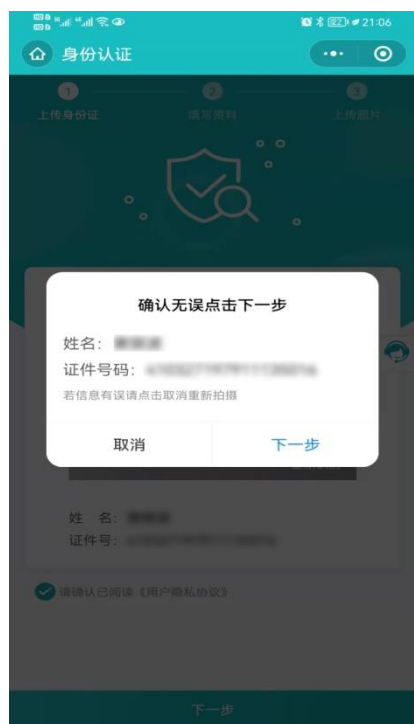 21:06
身份认证
1
2
3
上传身份证
填写资料
上传照片
确认无误点击下一步
姓名:
证件号码:
若信息有误请点击取消重新拍摄
取消
下一步
姓 名:
证件号:
请确认已阅读《用户隐私协议》
下一步